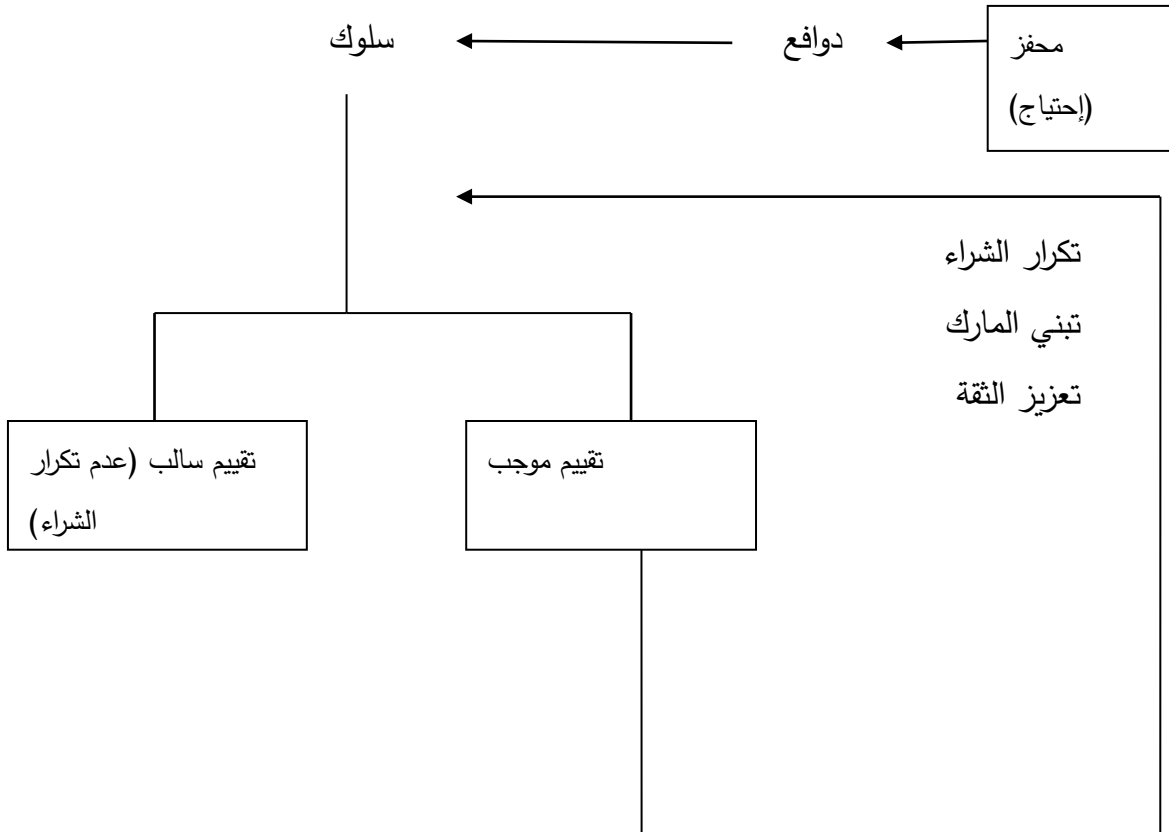 محفز
(إحتياج)
دوافع
سلوك
تكرار الشراء
تبني المارك
تعزيز الثقة
تقييم موجب
تقييم سالب (عدم تكرار
الشراء)